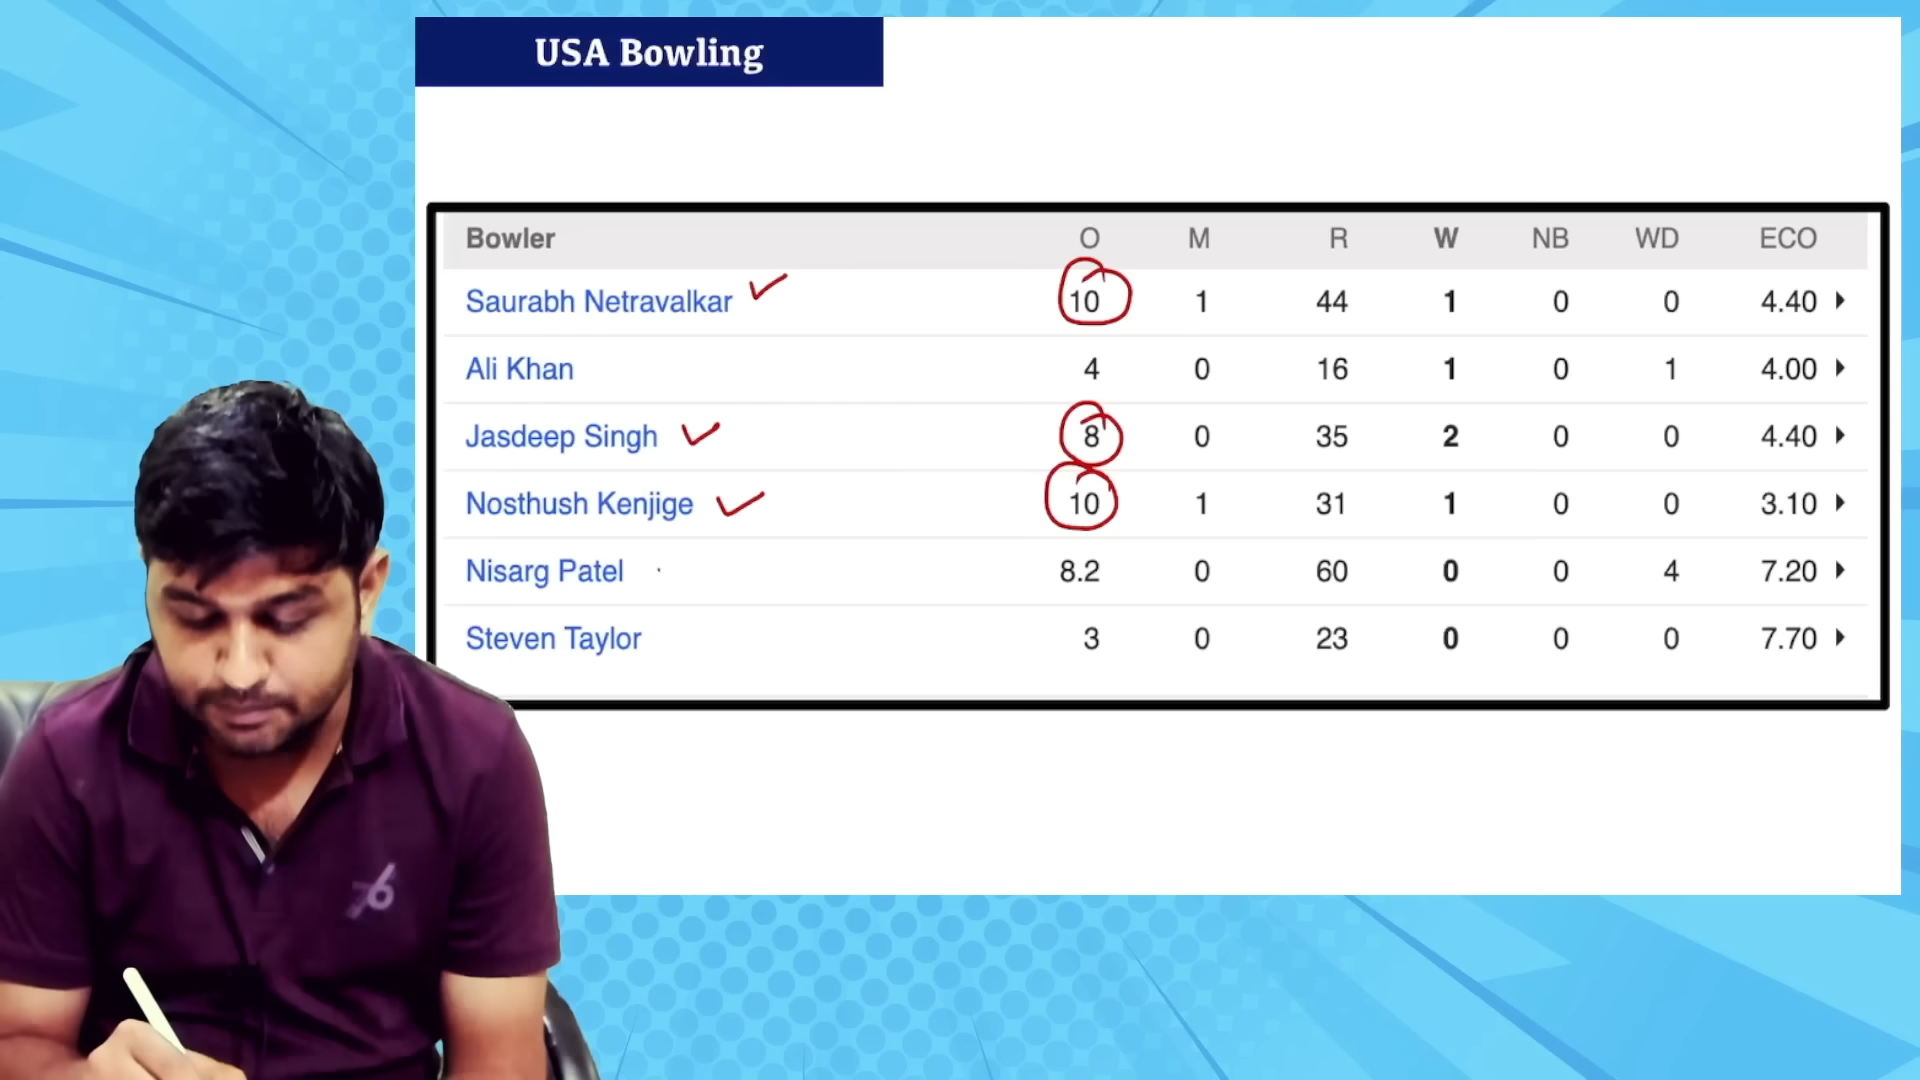 USA Bowling
Bowler O M R W NB WD ECO
Saurabh Netravalkar 10 1 44 1 0 0 4.40
Ali Khan 4 0 16 1 0 1 4.00
Jasdeep Singh 8 0 35 2 0 0 4.40
Nosthush Kenjige 10 1 31 1 0 0 3.10
Nisarg Patel 8.2 0 60 0 0 4 7.20
Steven Taylor 3 0 23 0 0 0 7.70
76